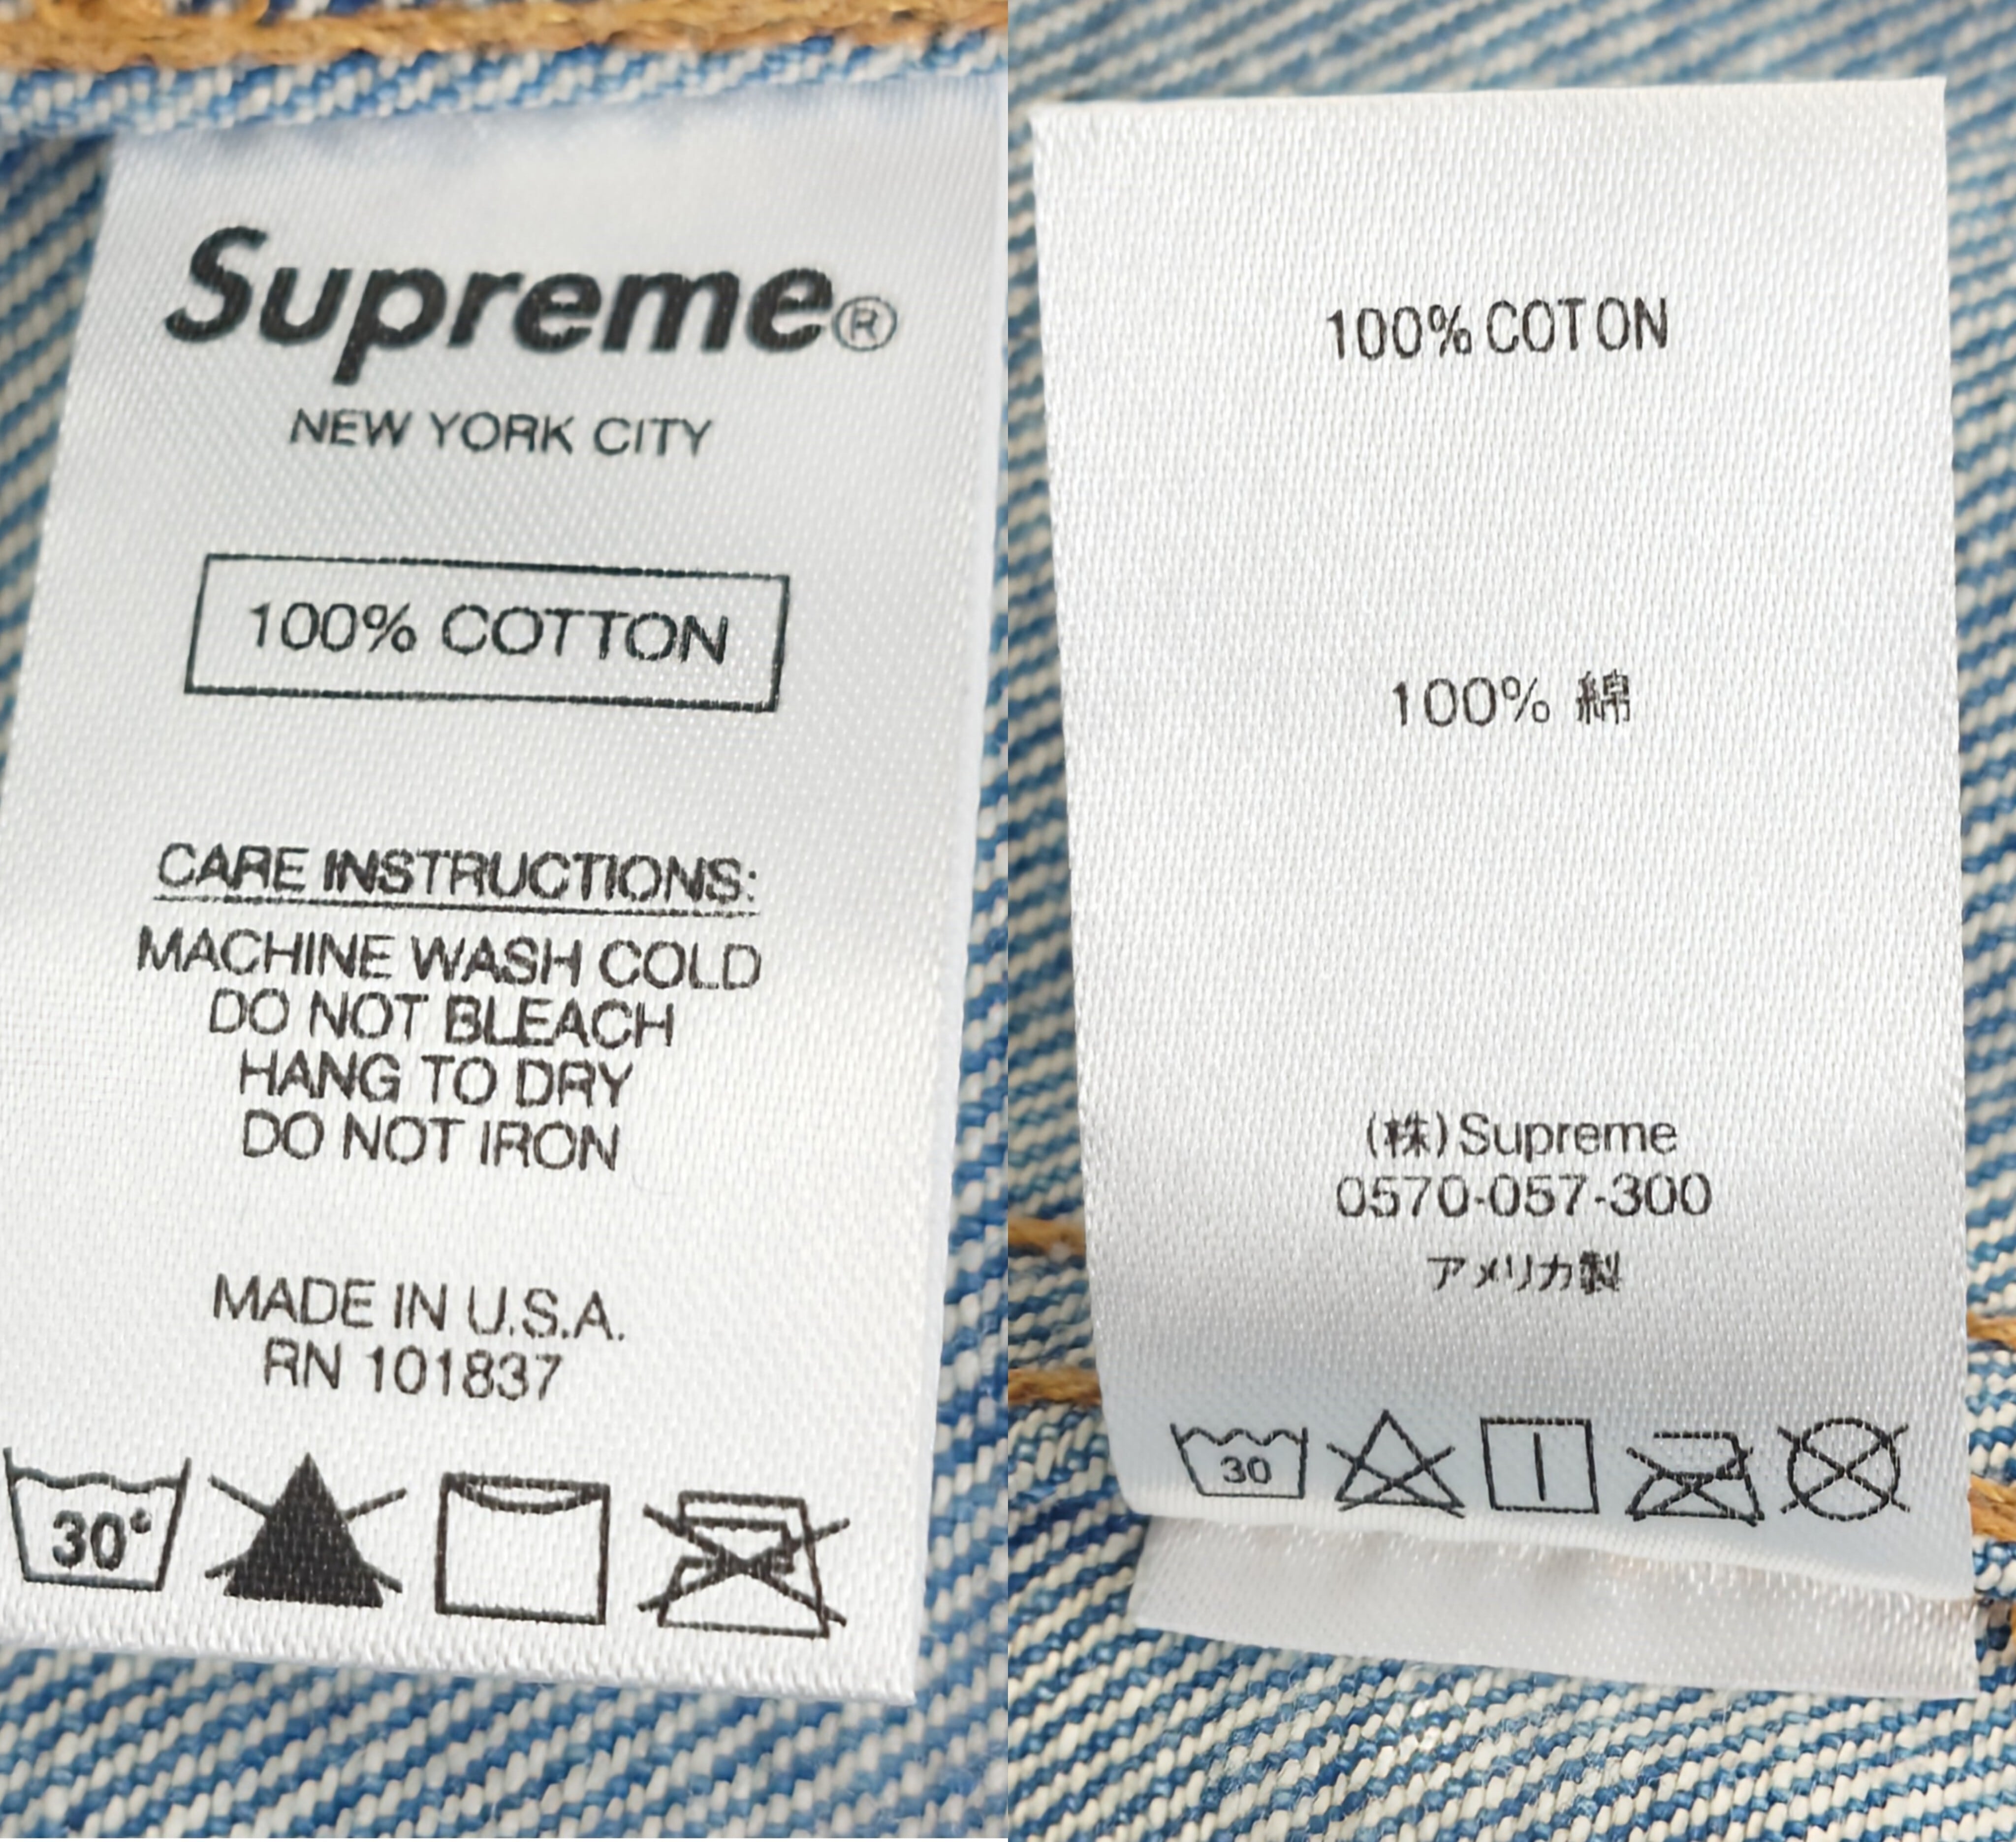 Supreme®
NEW YORK CITY
100% COTTON
CARE INSTRUCTIONS:
MACHINE WASH COLD
DO NOT BLEACH
HANG TO DRY
DO NOT IRON
MADE IN U.S.A.
RN 101837
30°
100% COTON
100% 綿
(株)Supreme
0570-057-300
アメリカ製
30